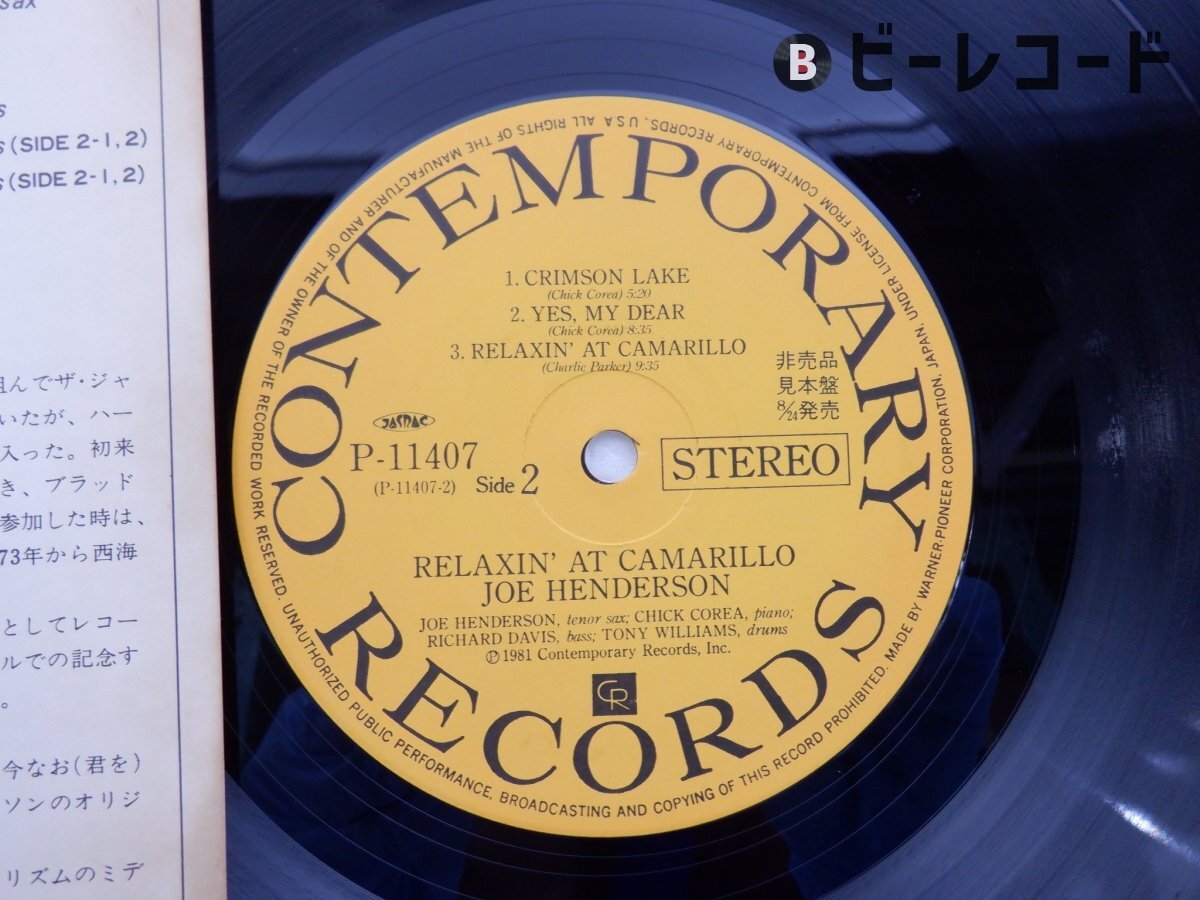 B ビーレコード
sax
s
s (SIDE 2-1, 2)
s (SIDE 2-1, 2)
組んでザ・ジャ
いたが、ハー
入った。初来
き、ブラッド
参加した時は、
73年から西海
としてレコー
ルでの記念す
。
今なお(君を)
ソンのオリジ
リズムのミデ
MADE BY WARNER-PIONEER CORPORATION, JAPAN, UNDER LICENSE FROM CONTEMPORARY RECORDS, U.S.A. ALL RIGHTS OF THE MANUFACTURER AND OF THE OWNER OF THE RECORDED WORK RESERVED. UNAUTHORIZED PUBLIC PERFORMANCE, BROADCASTING AND COPYING OF THIS RECORD PROHIBITED.
CONTEMPORARY
1. CRIMSON LAKE
(Chick Corea) 5:20
2. YES, MY DEAR
(Chick Corea) 8:35
3. RELAXIN' AT CAMARILLO
(Charlie Parker) 9:35
非売品
見本盤
8/24発売
JASRAC
P-11407
(P-11407-2) Side 2
STEREO
RELAXIN' AT CAMARILLO
JOE HENDERSON
JOE HENDERSON, tenor sax; CHICK COREA, piano;
RICHARD DAVIS, bass; TONY WILLIAMS, drums
℗ 1981 Contemporary Records, Inc.
CR
RECORDS